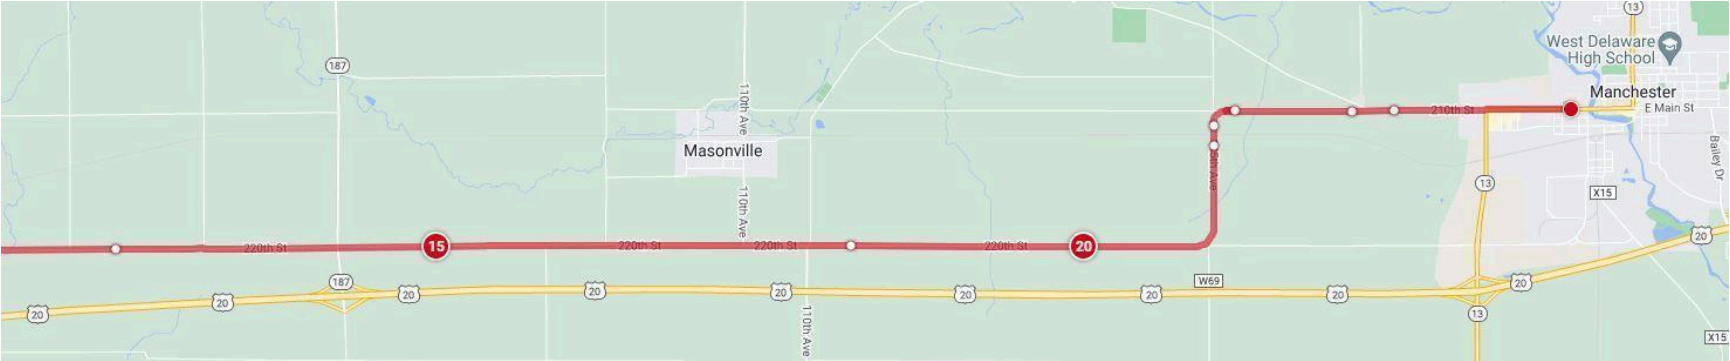 13
West Delaware
High School
187
Manchester
110th Ave
210th St
E Main St
Masonville
Bailey Dr
13
X15
110th Ave
220th St
15
220th St
220th St
220th St
20
20
187
W69
20
20
20
20
20
20
20
20
20
13
110th Ave
X15